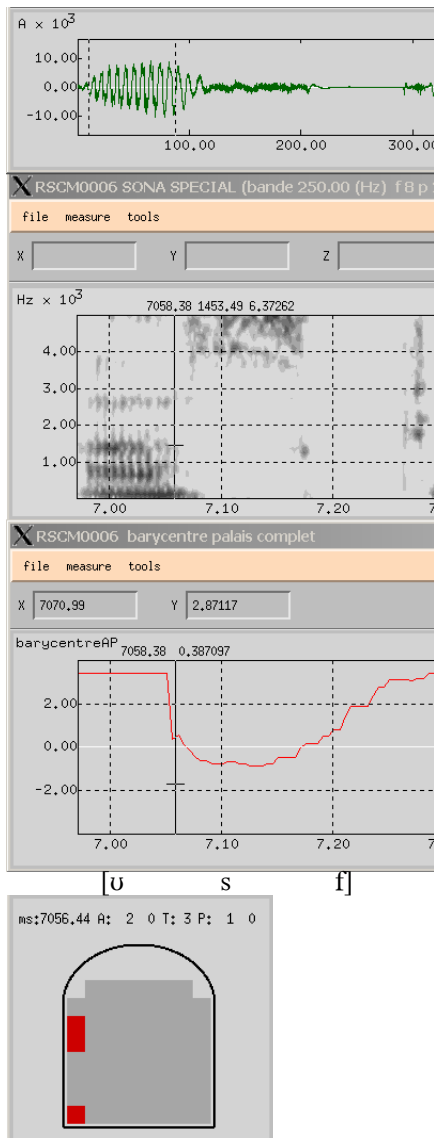 A × 10³
10.00
0.00
-10.00
100.00 200.00 300.0
RSCM0006 SONA SPECIAL (bande 250.00 (Hz) f 8 p
file measure tools
X Y Z
Hz × 10³
7058.38 1453.49 6.37262
4.00
3.00
2.00
1.00
7.00 7.10 7.20
RSCM0006 barycentre palais complet
file measure tools
X 7070.99 Y 2.87117
barycentreAP
7058.38 0.387097
2.00
0.00
-2.00
7.00 7.10 7.20
[ʊ s f]
ms:7056.44 A: 2 0 T: 3 P: 1 0